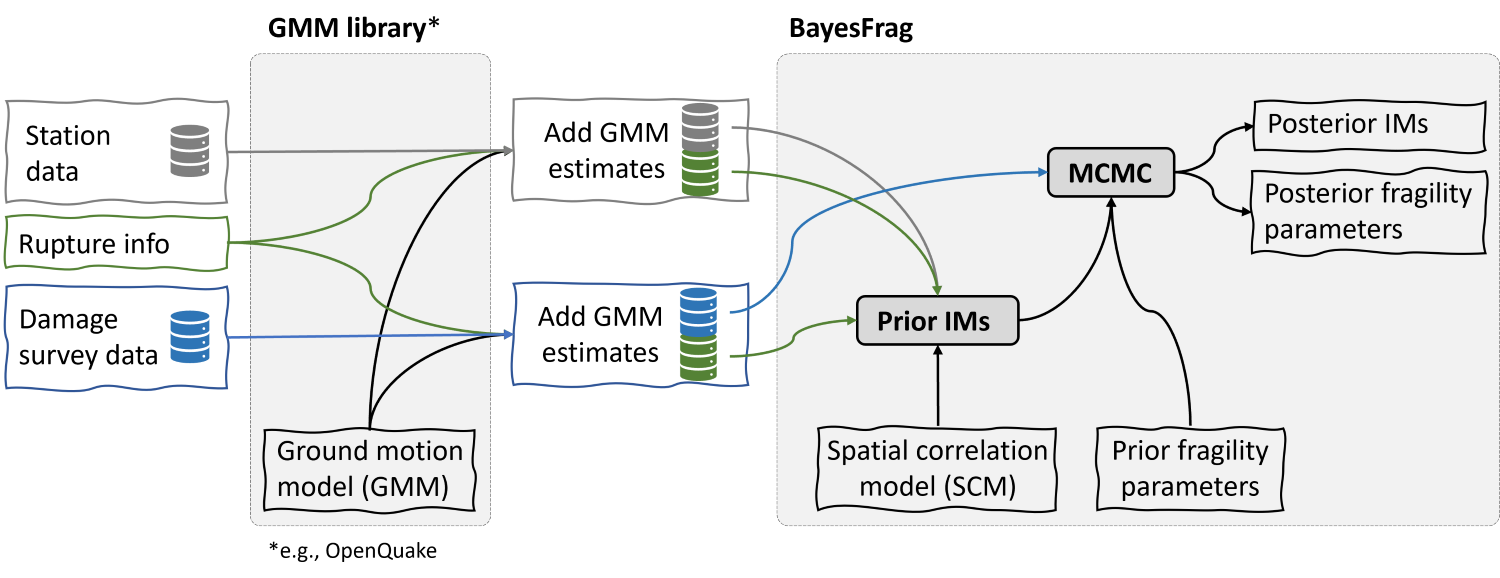 GMM library*
BayesFrag
Station
data
Rupture info
Damage
survey data
Add GMM
estimates
Add GMM
estimates
Ground motion
model (GMM)
*e.g., OpenQuake
MCMC
Prior IMs
Posterior IMs
Posterior fragility
parameters
Spatial correlation
model (SCM)
Prior fragility
parameters